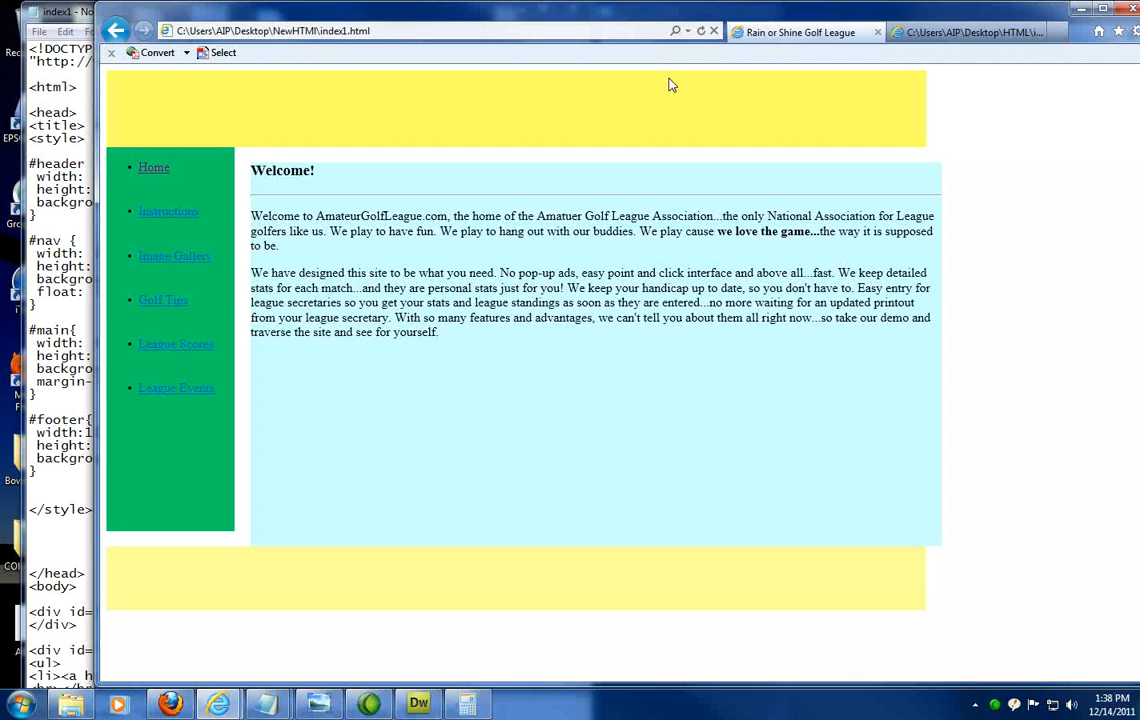 index1 - No
C:\Users\AIP\Desktop\NewHTMl\index1.html
Rain or Shine Golf League
C:\Users\AIP\Desktop\HTML\i...
File Edit Fo
Convert Select
<!DOCTYP
"http://
<html>
<head>
<title>
<style>
#header
width:
height:
backgro
}
#nav {
width:
height:
backgro
float:
}
#main{
width:
height:
backgro
margin-
}
#footer{
width:1
height:
backgro
}
</style>
</head>
<body>
<div id=
</div>
<div id=
<ul>
<li><a h
Home
Instructions
Image Gallery
Golf Tips
League Scores
League Events
Welcome!
Welcome to AmateurGolfLeague.com, the home of the Amatuer Golf League Association...the only National Association for League
golfers like us. We play to have fun. We play to hang out with our buddies. We play cause we love the game...the way it is supposed
to be.
We have designed this site to be what you need. No pop-up ads, easy point and click interface and above all...fast. We keep detailed
stats for each match...and they are personal stats just for you! We keep your handicap up to date, so you don't have to. Easy entry for
league secretaries so you get your stats and league standings as soon as they are entered...no more waiting for an updated printout
from your league secretary. With so many features and advantages, we can't tell you about them all right now...so take our demo and
traverse the site and see for yourself.
Dw
1:38 PM
12/14/2011